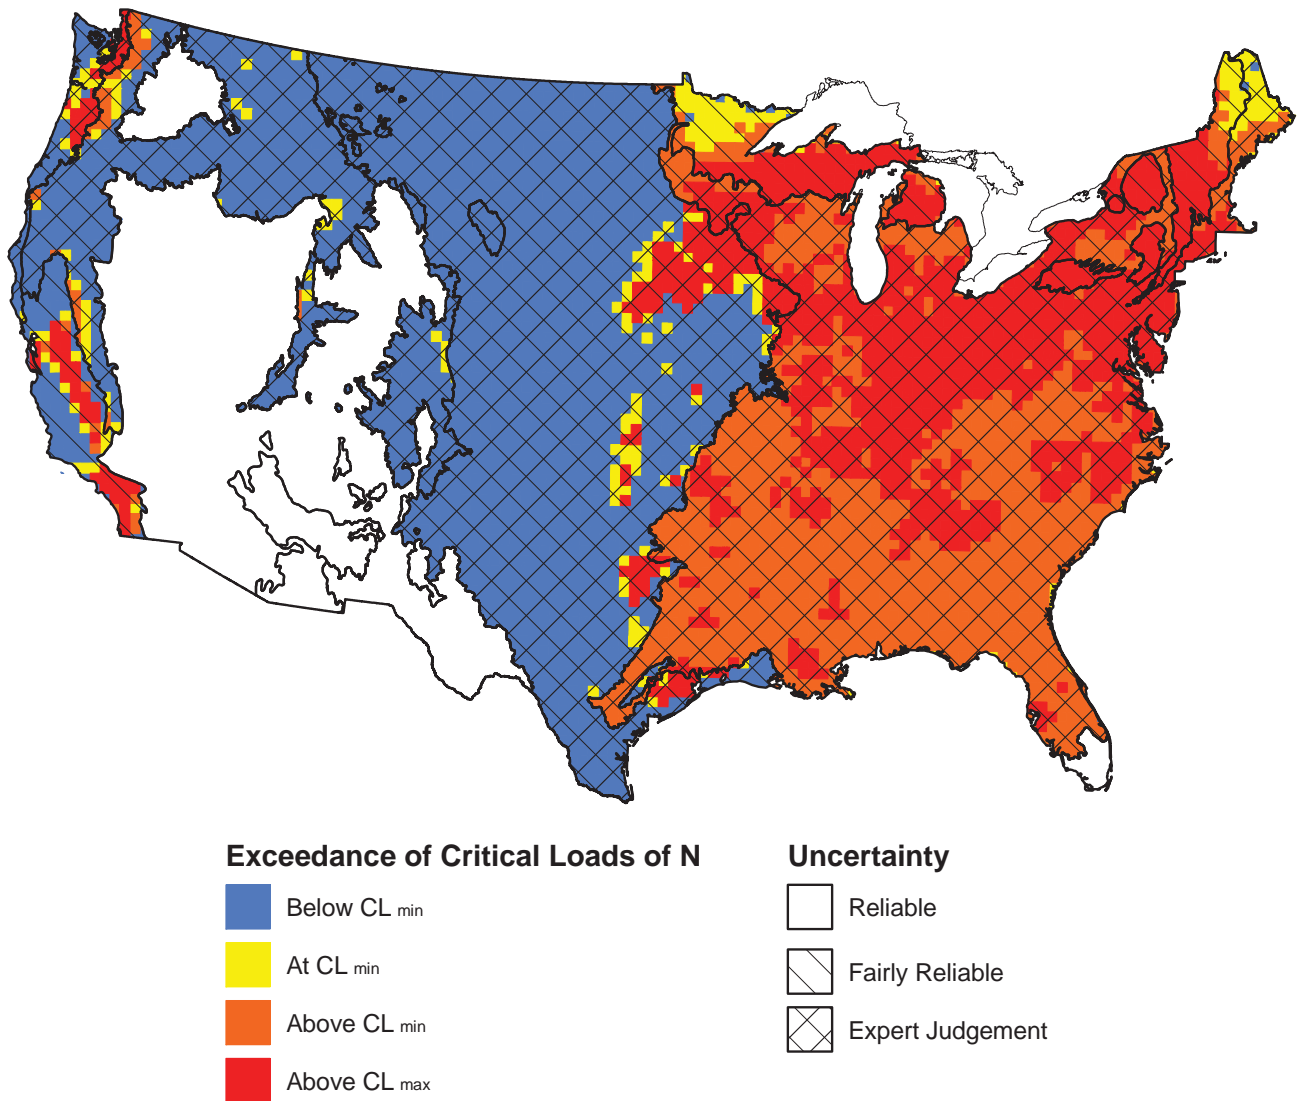 Exceedance of Critical Loads of N
Below CL min
At CL min
Above CL min
Above CL max
Uncertainty
Reliable
Fairly Reliable
Expert Judgement